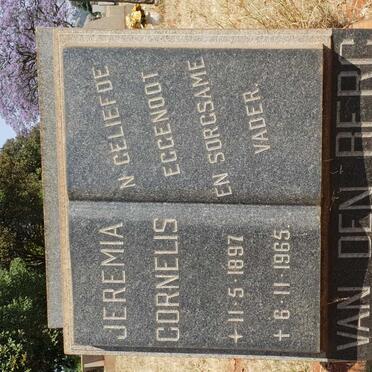 JEREMIA
CORNELIS
+ 11-5-1897
+ 6-11-1965
N GELIEFDE
EGGENOOT
EN SORGSAME
VADER.
VAN DEN BERG